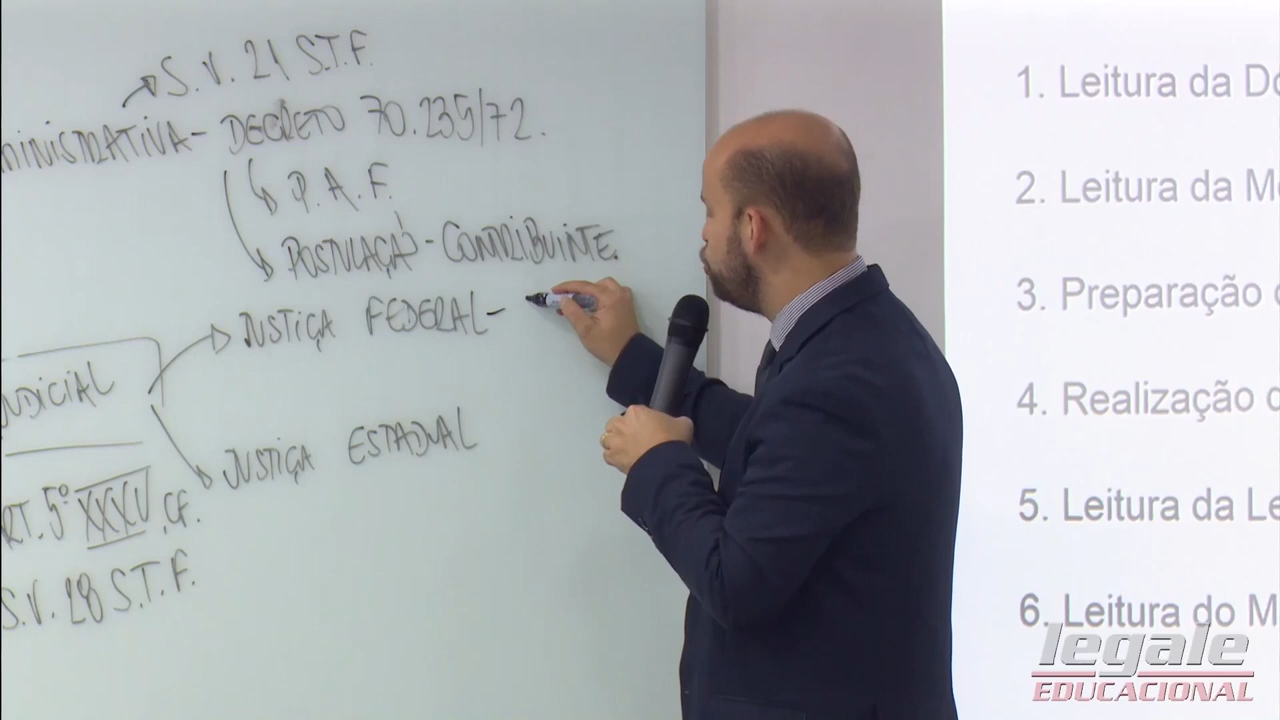 S.V. 21 S.T.F.
MINISTRATIVA - DECRETO 70.235/72.
P.A.F.
POSTULAÇÃO - CONTRIBUINTE.
JUSTIÇA FEDERAL -
UDICIAL
JUSTIÇA ESTADUAL
RT. 5º XXXV, CF.
S.V. 28 S.T.F.
1. Leitura da Do
2. Leitura da M
3. Preparação
4. Realização
5. Leitura da Le
6. Leitura do M
legale
EDUCACIONAL